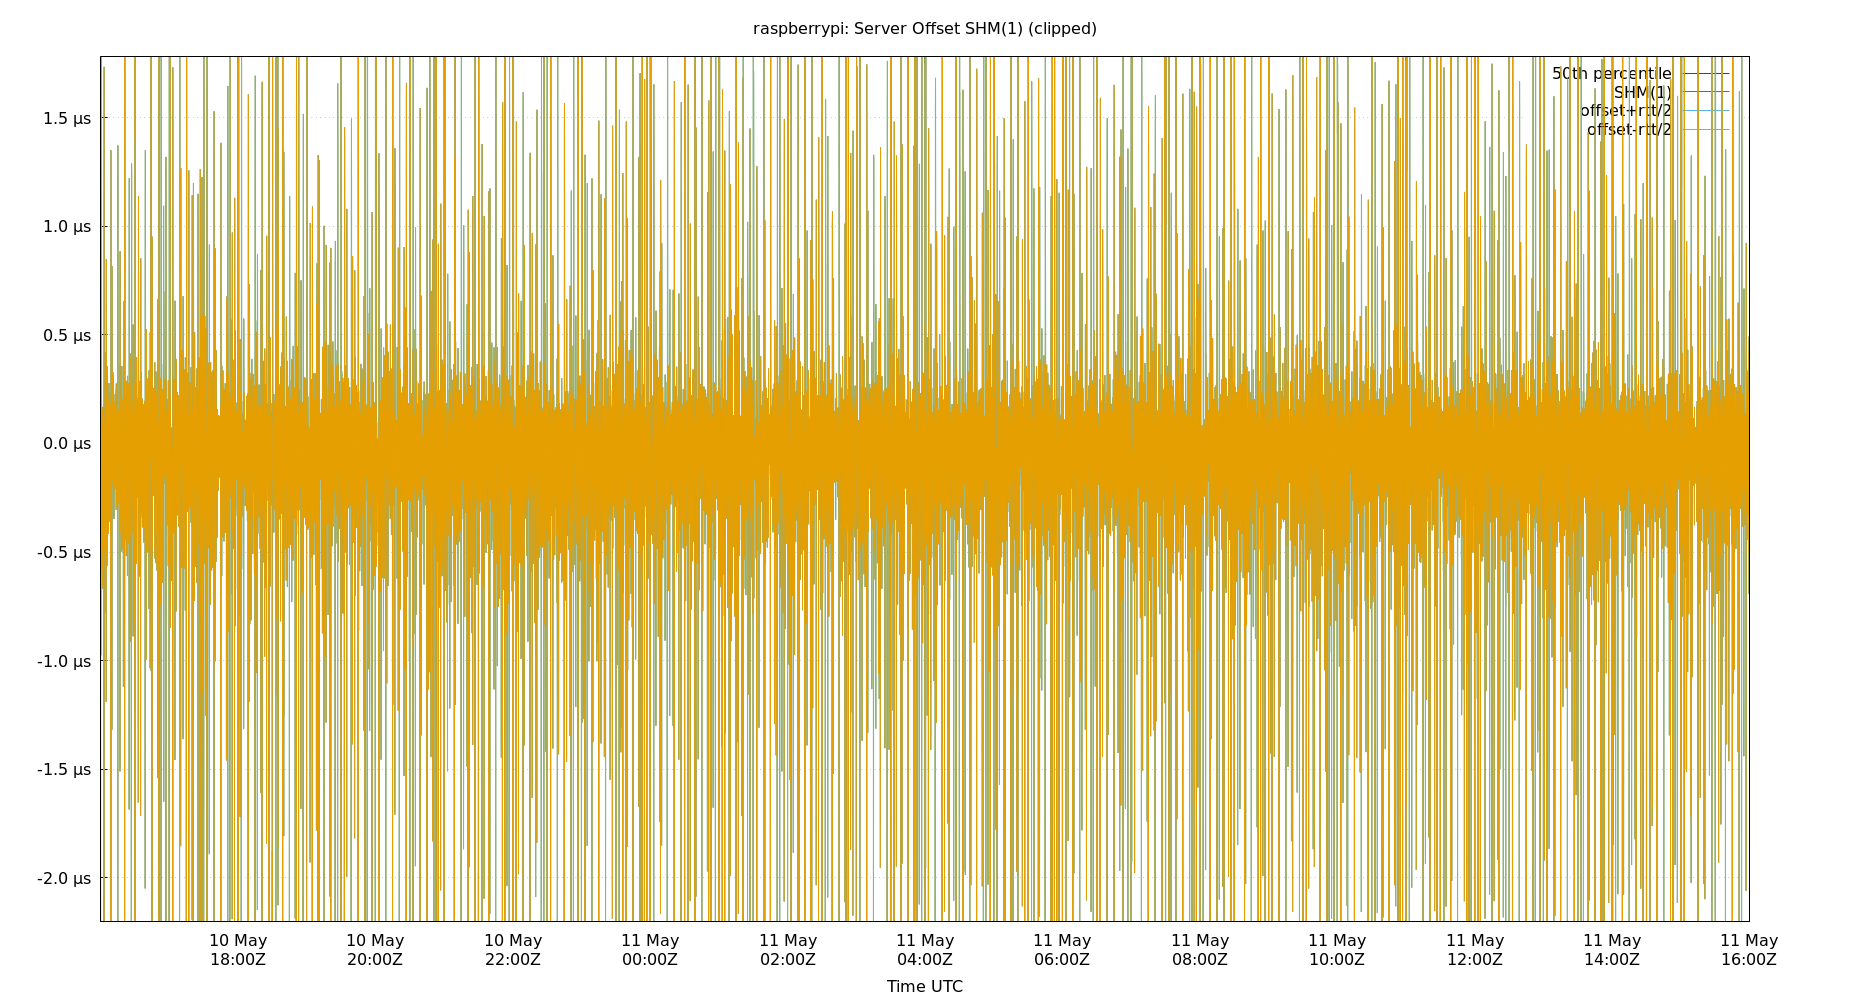 raspberrypi: Server Offset SHM(1) (clipped)
50th percentile
SHM(1)
offset+rtt/2
offset-rtt/2
1.5 µs
1.0 µs
0.5 µs
0.0 µs
-0.5 µs
-1.0 µs
-1.5 µs
-2.0 µs
10 May 10 May 10 May 11 May 11 May 11 May 11 May 11 May 11 May 11 May 11 May 11 May
18:00Z 20:00Z 22:00Z 00:00Z 02:00Z 04:00Z 06:00Z 08:00Z 10:00Z 12:00Z 14:00Z 16:00Z
Time UTC